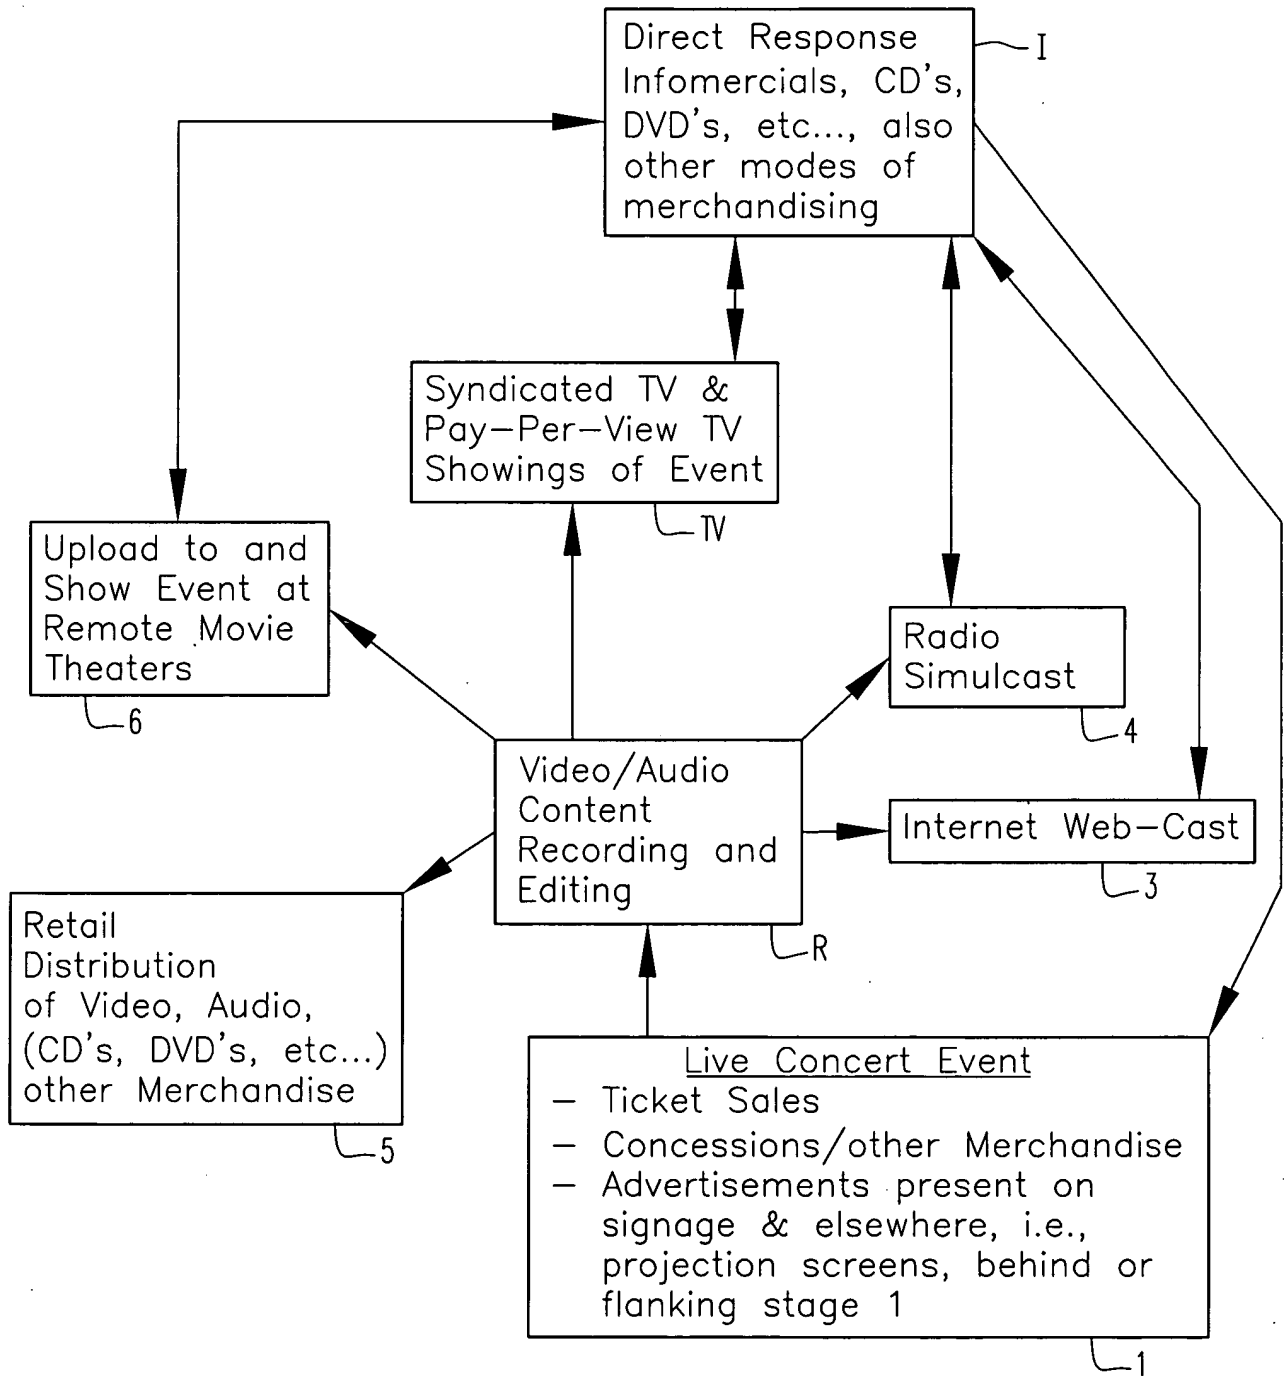 Direct Response
Infomercials, CD's,
DVD's, etc..., also
other modes of
merchandising
I
Syndicated TV &
Pay-Per-View TV
Showings of Event
TV
Upload to and
Show Event at
Remote Movie
Theaters
6
Radio
Simulcast
4
Video/Audio
Content
Recording and
Editing
R
Internet Web-Cast
3
Retail
Distribution
of Video, Audio,
(CD's, DVD's, etc...)
other Merchandise
5
Live Concert Event
- Ticket Sales
- Concessions/other Merchandise
- Advertisements present on
signage & elsewhere, i.e.,
projection screens, behind or
flanking stage 1
1